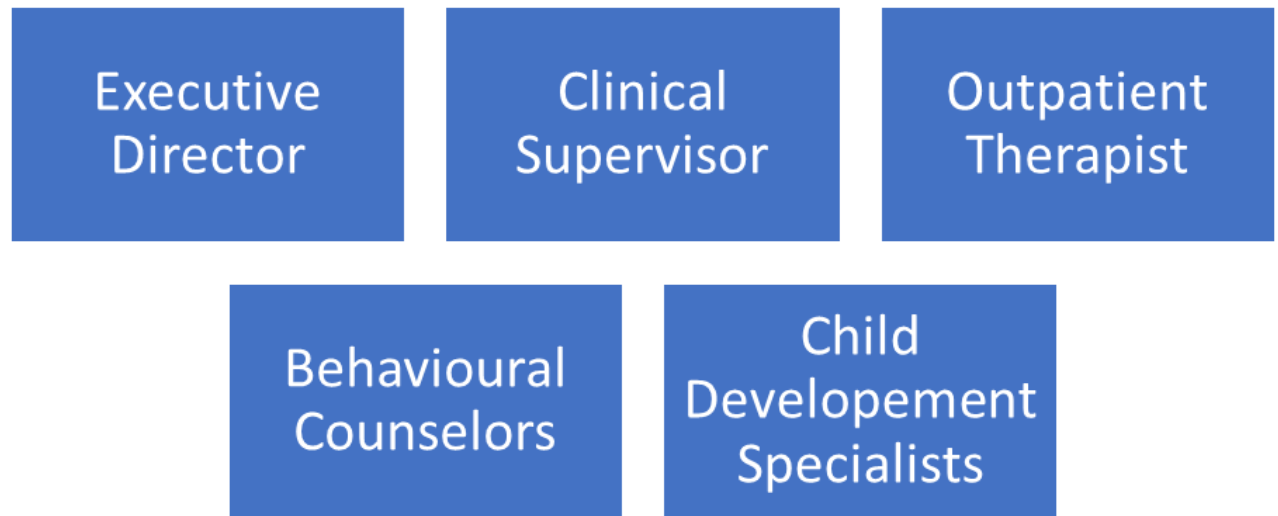 Executive
Director
Clinical
Supervisor
Outpatient
Therapist
Behavioural
Counselors
Child
Developement
Specialists